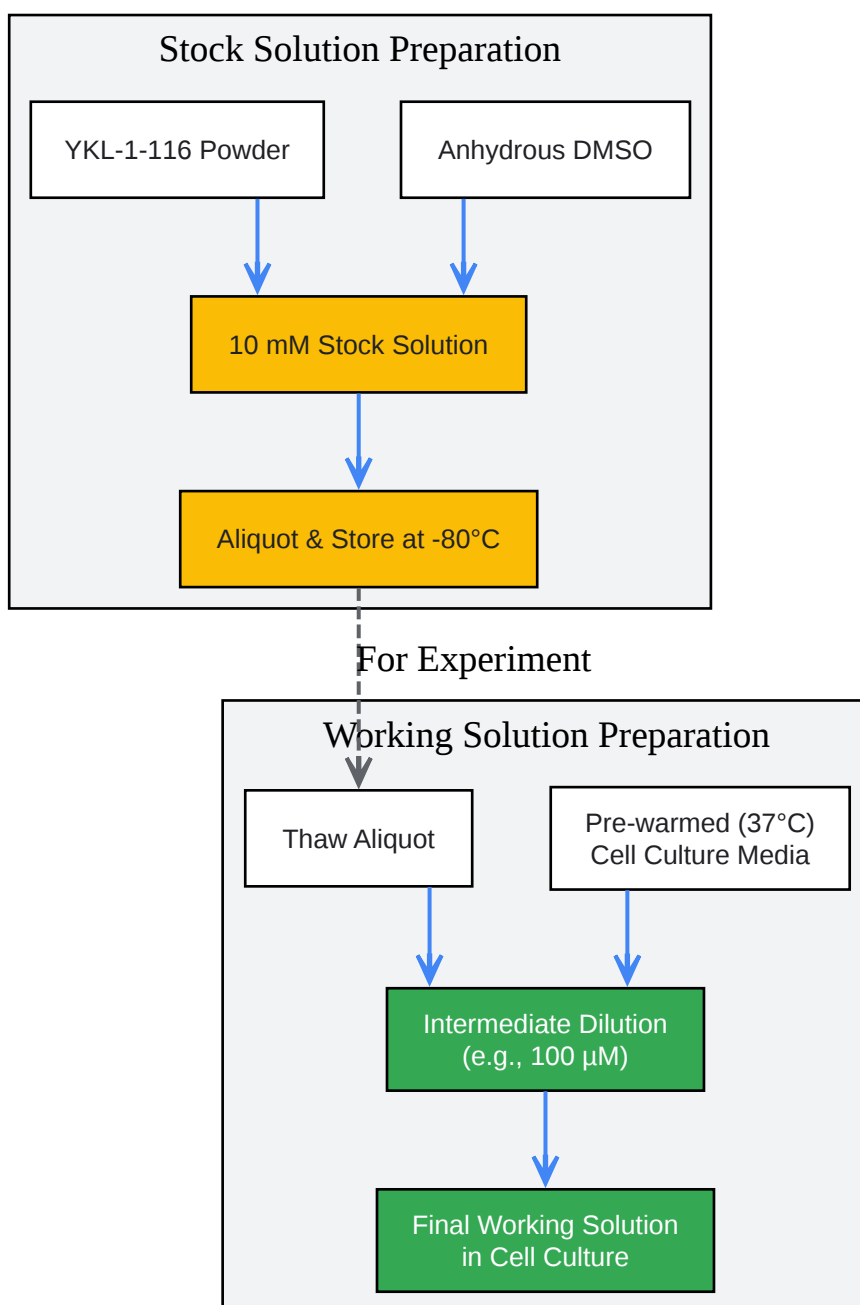 Stock Solution Preparation
YKL-1-116 Powder
Anhydrous DMSO
10 mM Stock Solution
Aliquot & Store at -80°C
For Experiment
Working Solution Preparation
Thaw Aliquot
Pre-warmed (37°C)
Cell Culture Media
Intermediate Dilution
(e.g., 100 µM)
Final Working Solution
in Cell Culture